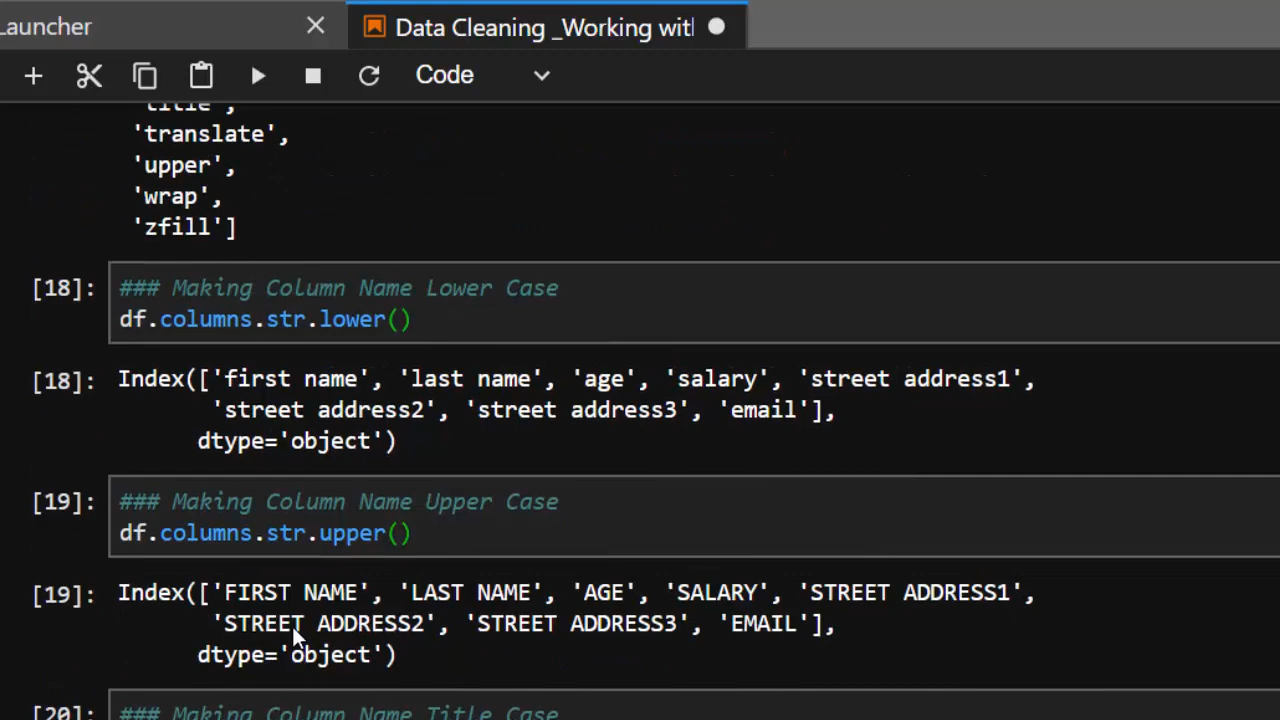 Launcher
Data Cleaning _Working with
Code
'title',
'translate',
'upper',
'wrap',
'zfill']
[18]: ### Making Column Name Lower Case
df.columns.str.lower()
[18]: Index(['first name', 'last name', 'age', 'salary', 'street address1',
'street address2', 'street address3', 'email'],
dtype='object')
[19]: ### Making Column Name Upper Case
df.columns.str.upper()
[19]: Index(['FIRST NAME', 'LAST NAME', 'AGE', 'SALARY', 'STREET ADDRESS1',
'STREET ADDRESS2', 'STREET ADDRESS3', 'EMAIL'],
dtype='object')
[20]: ### Making Column Name Title Case